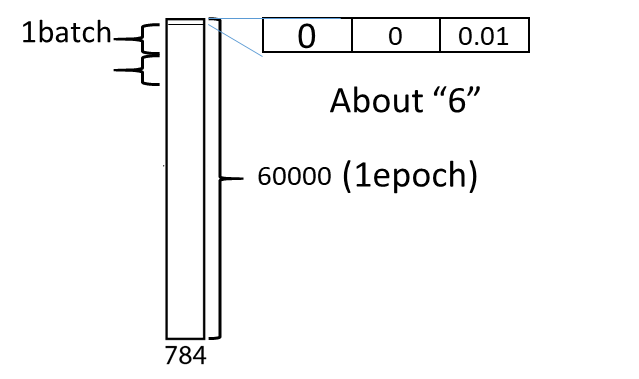 1batch
0 0 0.01
About “6”
60000 (1epoch)
784